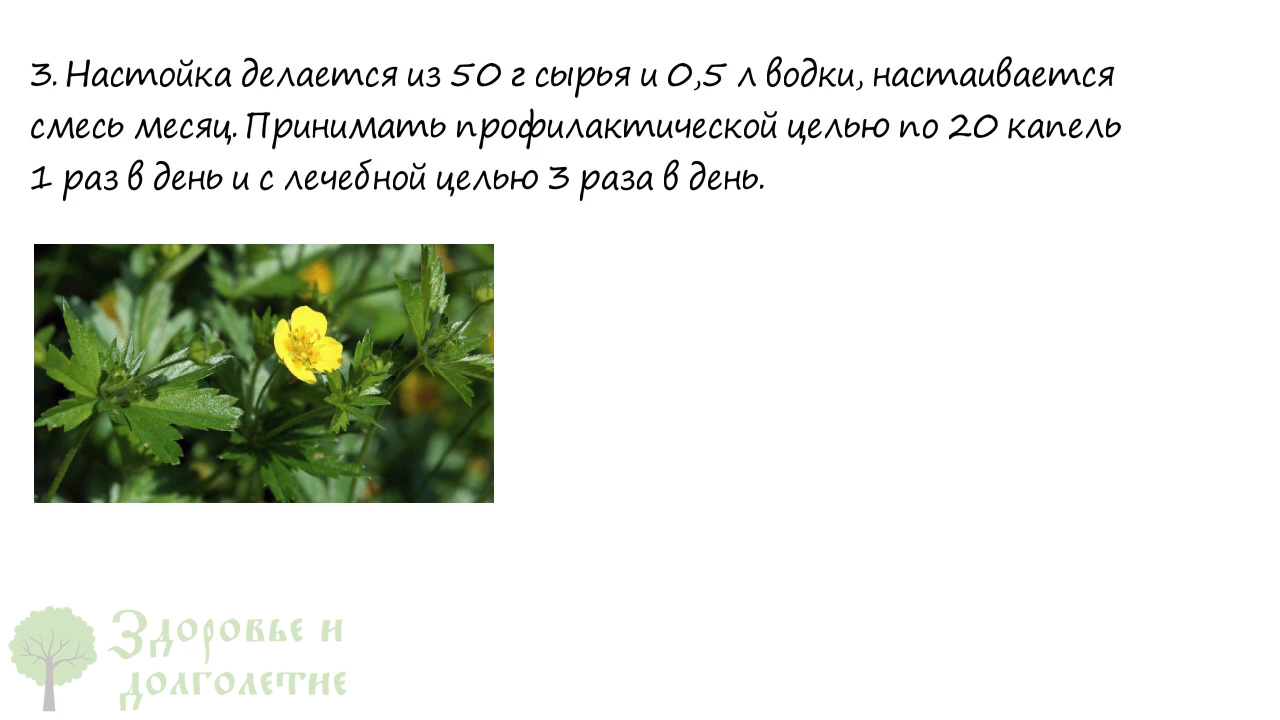 3. Настойка делается из 50 г сырья и 0,5 л водки, настаивается
смесь месяц. Принимать профилактической целью по 20 капель
1 раз в день и с лечебной целью 3 раза в день.
Здоровье и
долголетие